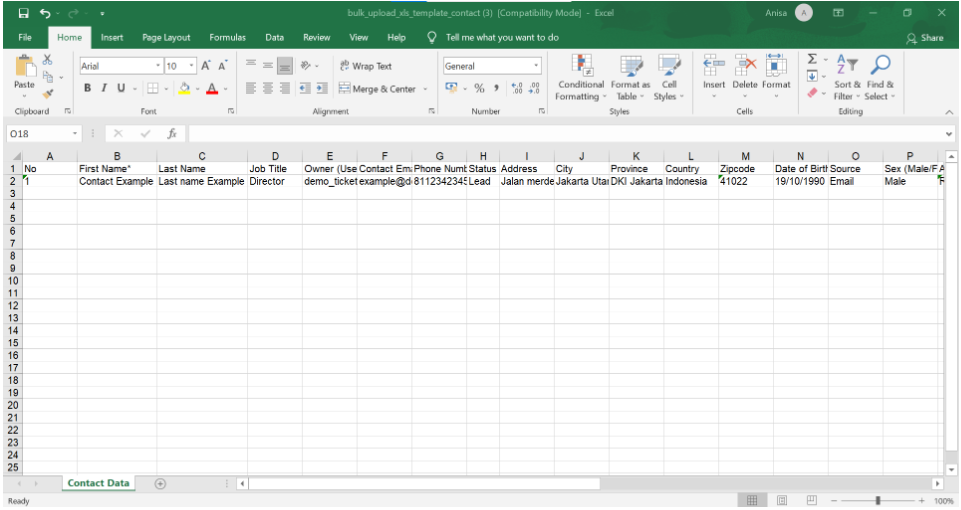 bulk_upload_xls_template_contact (3) [Compatibility Mode] - Excel
Anisa A
File Home Insert Page Layout Formulas Data Review View Help Tell me what you want to do Share
Paste
Clipboard
Arial 10 A A
B I U A
Font
Wrap Text
Merge & Center
Alignment
General
% , .0 .00 .00 .0
Number
Conditional Formatting
Format as Table
Cell Styles
Styles
Insert Delete Format
Cells
Sort & Filter
Find & Select
Editing
O18 fx
A B C D E F G H I J K L M N O P
1 No First Name* Last Name Job Title Owner (Use Contact Em Phone Numb Status Address City Province Country Zipcode Date of Birt Source Sex (Male/F A
2 1 Contact Example Last name Example Director demo_ticket example@d 8112342345 Lead Jalan merde Jakarta Utar DKI Jakarta Indonesia 41022 19/10/1990 Email Male
3
4
5
6
7
8
9
10
11
12
13
14
15
16
17
18
19
20
21
22
23
24
25
Contact Data
Ready 100%